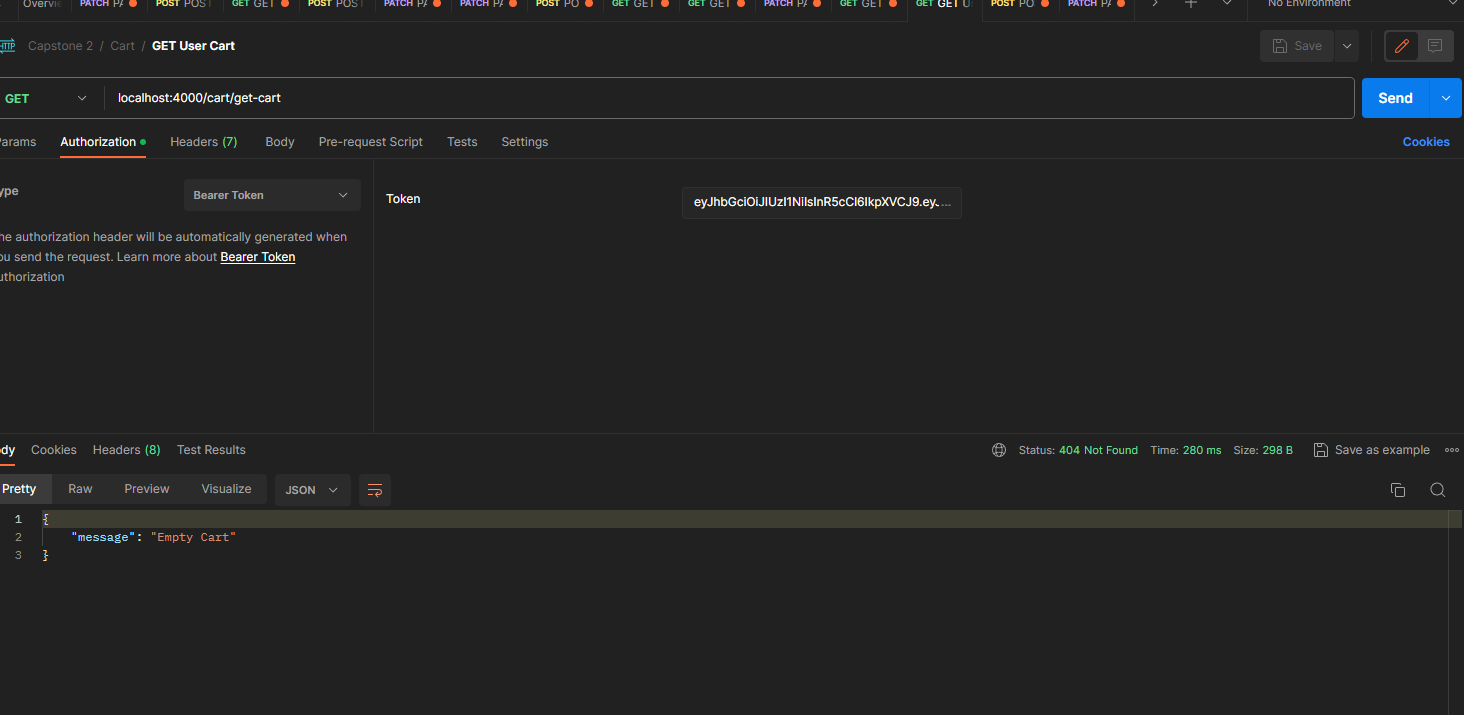 Overvie PATCH PA POST POST GET GET POST POST PATCH PA PATCH PA POST PO GET GET GET GET PATCH PA GET GET GET GET U POST PO PATCH PA No Environment
HTTP Capstone 2 / Cart / GET User Cart Save
GET localhost:4000/cart/get-cart Send
Params Authorization Headers (7) Body Pre-request Script Tests Settings Cookies
ype Bearer Token Token
he authorization header will be automatically generated when
ou send the request. Learn more about Bearer Token
uthorization
ody Cookies Headers (8) Test Results Status: 404 Not Found Time: 280 ms Size: 298 B Save as example
Pretty Raw Preview Visualize JSON
1 {
2 "message": "Empty Cart"
3 }